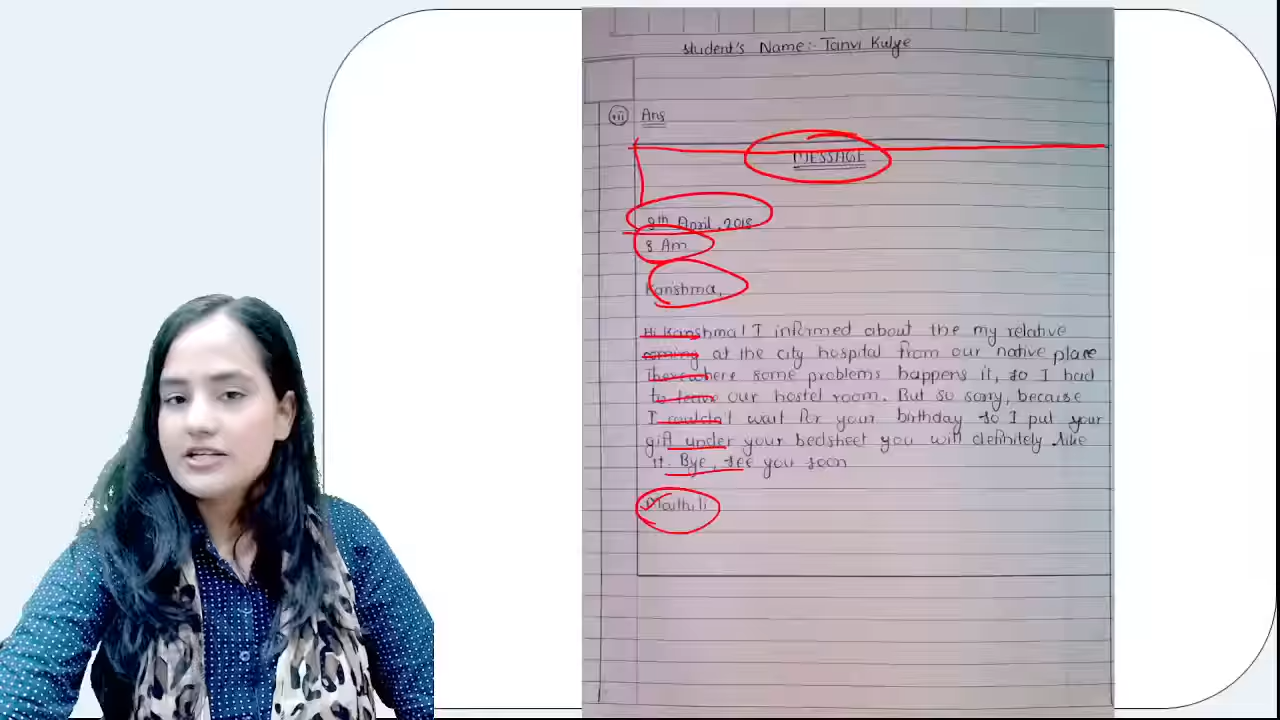 Student's Name:- Tanvi Kulye
iii Ans
MESSAGE
9th April, 2018
8 Am
Karishma,
Hi Karishma! I informed about the my relative
coming at the city hospital from our native place
There where some problems happens it, so I had
to leave our hostel room. But so sorry, because
I couldn't wait for your birthday so I put your
gift under your bedsheet you will definitely like
it. Bye, see you soon
Maithili